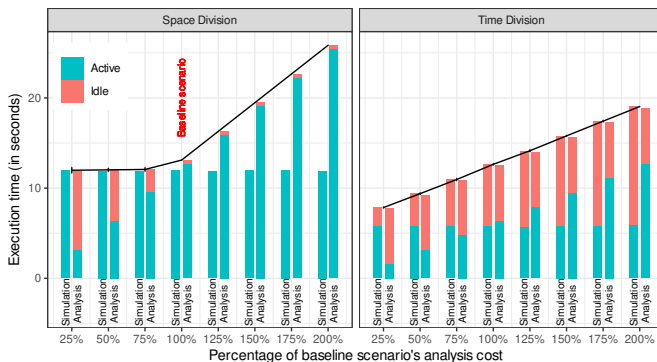 Space Division
Time Division
Active
Idle
Baseline scenario
Execution time (in seconds)
20
10
0
Simulation
Analysis
Simulation
Analysis
Simulation
Analysis
Simulation
Analysis
Simulation
Analysis
Simulation
Analysis
Simulation
Analysis
Simulation
Analysis
Simulation
Analysis
Simulation
Analysis
Simulation
Analysis
Simulation
Analysis
Simulation
Analysis
Simulation
Analysis
Simulation
Analysis
Simulation
Analysis
25% 50% 75% 100% 125% 150% 175% 200%
25% 50% 75% 100% 125% 150% 175% 200%
Percentage of baseline scenario's analysis cost